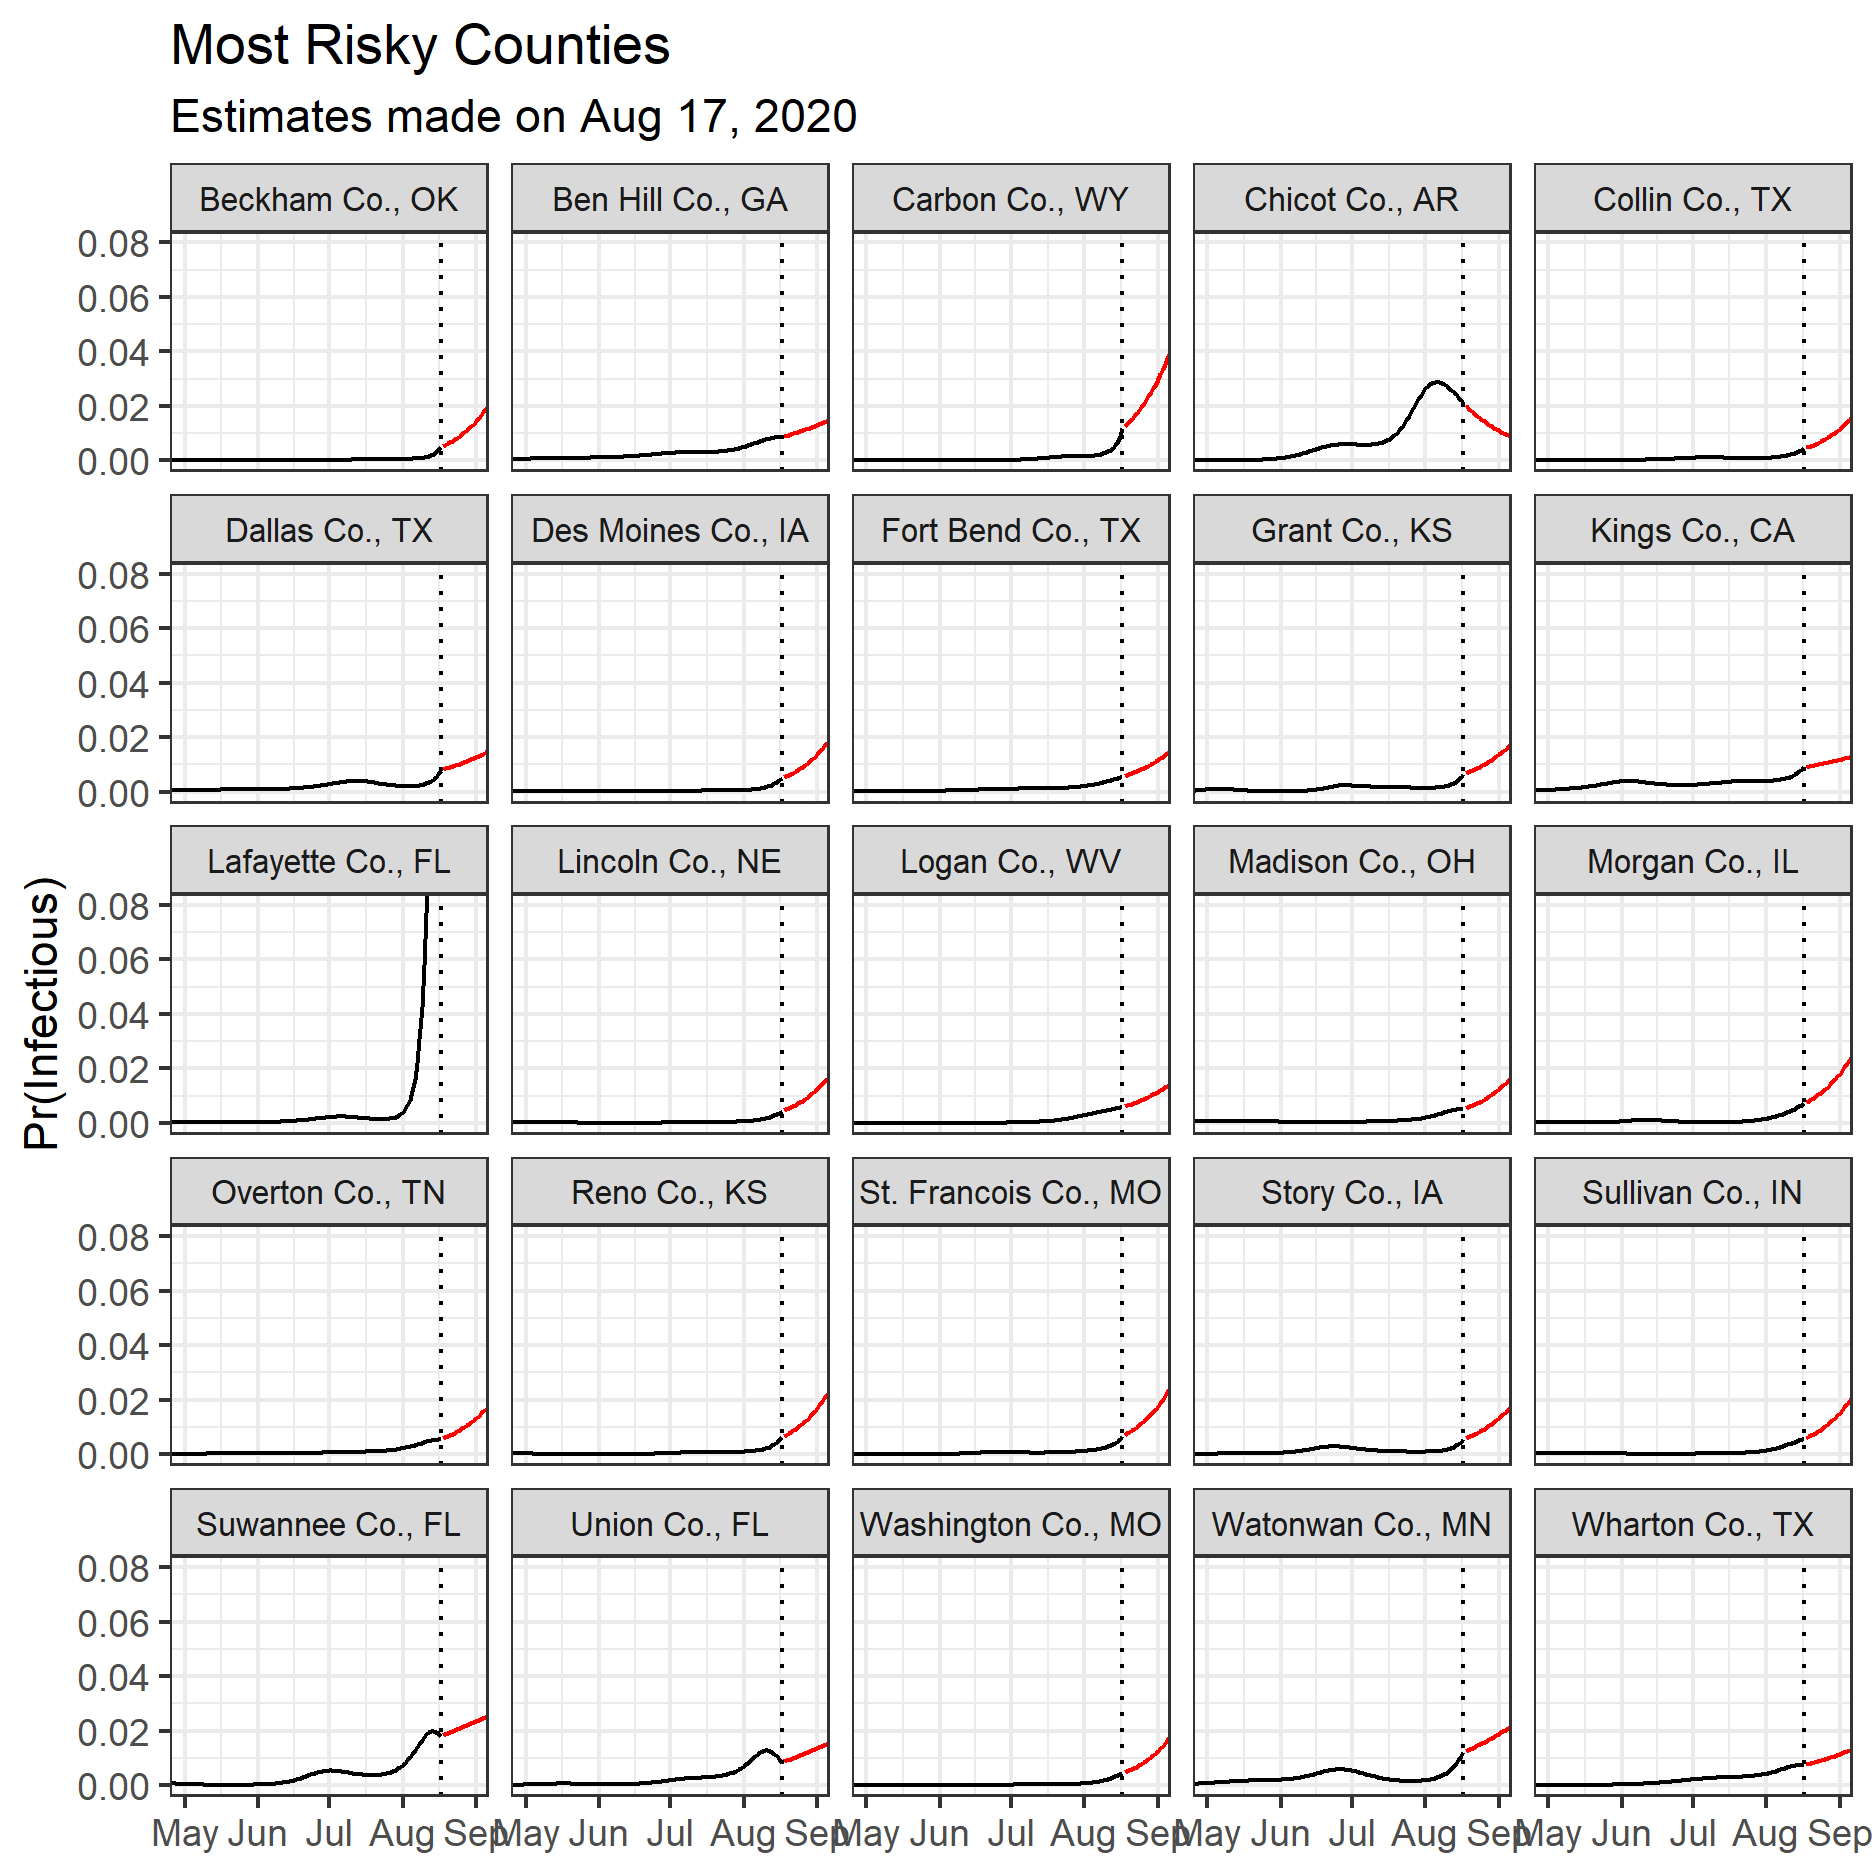 Most Risky Counties
Estimates made on Aug 17, 2020
Beckham Co., OK Ben Hill Co., GA Carbon Co., WY Chicot Co., AR Collin Co., TX
0.08
0.06
0.04
0.02
0.00
Dallas Co., TX Des Moines Co., IA Fort Bend Co., TX Grant Co., KS Kings Co., CA
0.08
0.06
0.04
0.02
0.00
Pr(Infectious)
Lafayette Co., FL Lincoln Co., NE Logan Co., WV Madison Co., OH Morgan Co., IL
0.08
0.06
0.04
0.02
0.00
Overton Co., TN Reno Co., KS St. Francois Co., MO Story Co., IA Sullivan Co., IN
0.08
0.06
0.04
0.02
0.00
Suwannee Co., FL Union Co., FL Washington Co., MO Watonwan Co., MN Wharton Co., TX
0.08
0.06
0.04
0.02
0.00
May Jun Jul Aug Sep May Jun Jul Aug Sep May Jun Jul Aug Sep May Jun Jul Aug Sep May Jun Jul Aug Sep